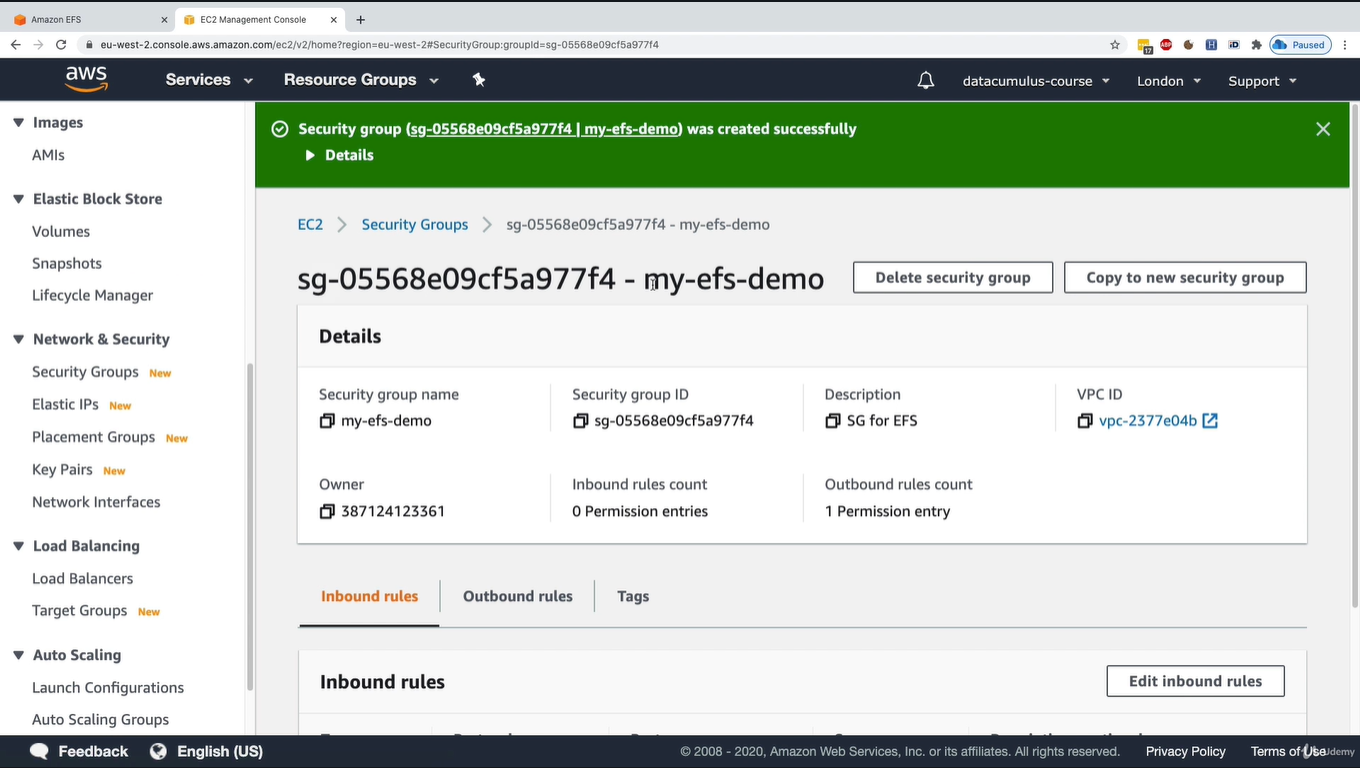 Amazon EFS
EC2 Management Console
eu-west-2.console.aws.amazon.com/ec2/v2/home?region=eu-west-2#SecurityGroup:groupId=sg-05568e09cf5a977f4
17
ABP
H
iD
Paused
aws
Services
Resource Groups
datacumulus-course
London
Support
Images
AMIs
Elastic Block Store
Volumes
Snapshots
Lifecycle Manager
Network & Security
Security Groups New
Elastic IPs New
Placement Groups New
Key Pairs New
Network Interfaces
Load Balancing
Load Balancers
Target Groups New
Auto Scaling
Launch Configurations
Auto Scaling Groups
Security group (sg-05568e09cf5a977f4 | my-efs-demo) was created successfully
Details
EC2
Security Groups
sg-05568e09cf5a977f4 - my-efs-demo
sg-05568e09cf5a977f4 - my-efs-demo
Delete security group
Copy to new security group
Details
Security group name
my-efs-demo
Security group ID
sg-05568e09cf5a977f4
Description
SG for EFS
VPC ID
vpc-2377e04b
Owner
387124123361
Inbound rules count
0 Permission entries
Outbound rules count
1 Permission entry
Inbound rules
Outbound rules
Tags
Inbound rules
Edit inbound rules
Feedback
English (US)
© 2008 - 2020, Amazon Web Services, Inc. or its affiliates. All rights reserved.
Privacy Policy
Terms of Use
Udemy